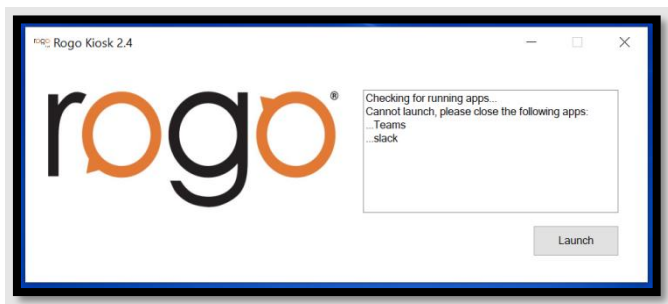 rogo Rogo Kiosk 2.4
rogo®
Checking for running apps...
Cannot launch, please close the following apps:
...Teams
...slack
Launch